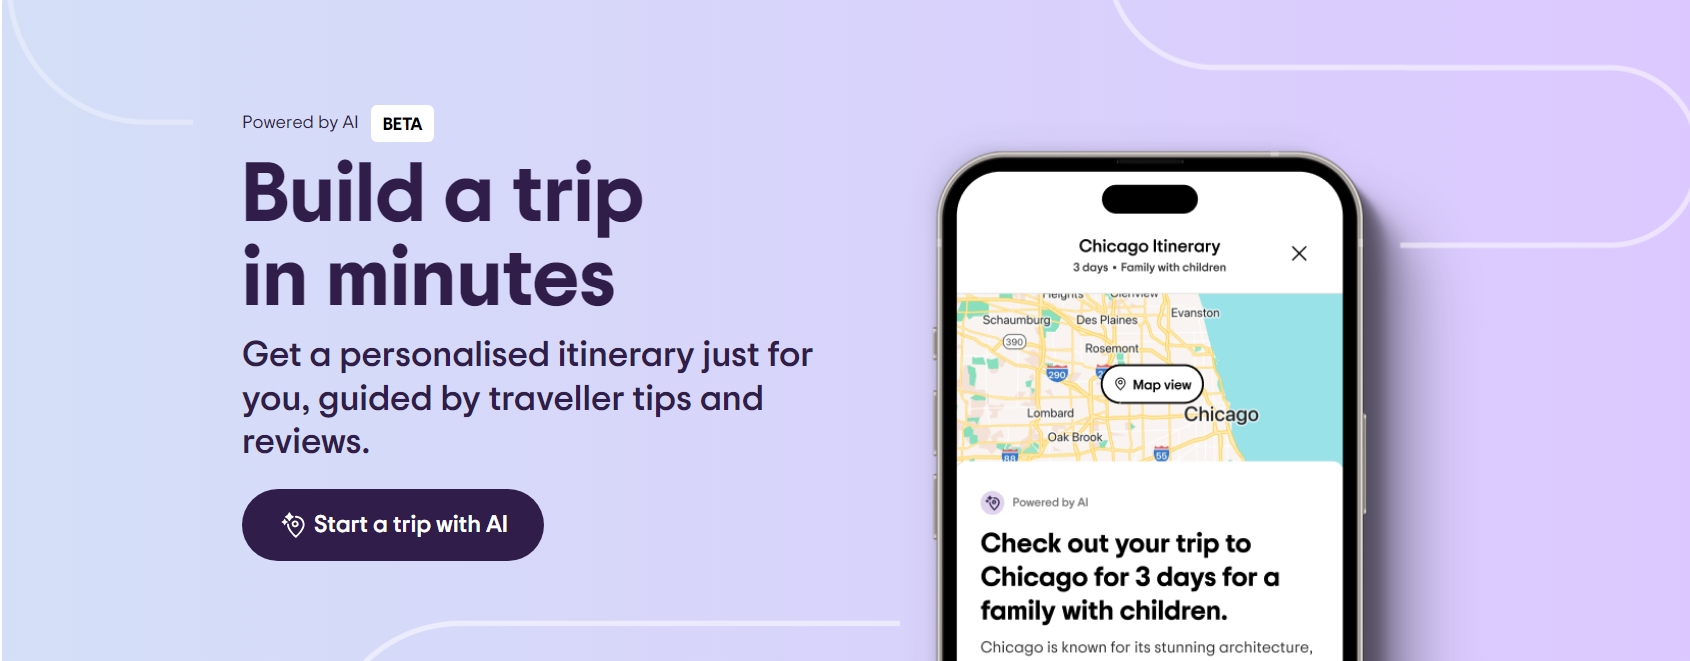 Powered by AI BETA
Build a trip
in minutes
Get a personalised itinerary just for
you, guided by traveller tips and
reviews.
Start a trip with AI
Chicago Itinerary
3 days • Family with children
Heights Glenview
Schaumburg Des Plaines Evanston
390
Rosemont
290
Map view
Lombard Chicago
Oak Brook
88 55
Powered by AI
Check out your trip to
Chicago for 3 days for a
family with children.
Chicago is known for its stunning architecture,